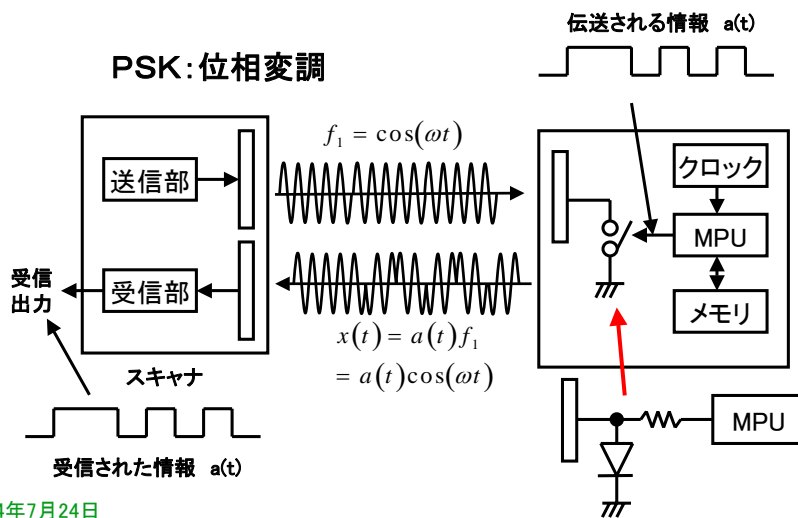 伝送される情報 a(t)
PSK:位相変調
f₁ = cos(ωt)
送信部
クロック
MPU
受信部
メモリ
受信
出力
x(t) = a(t)f₁
= a(t)cos(ωt)
スキャナ
MPU
受信された情報 a(t)
年7月24日